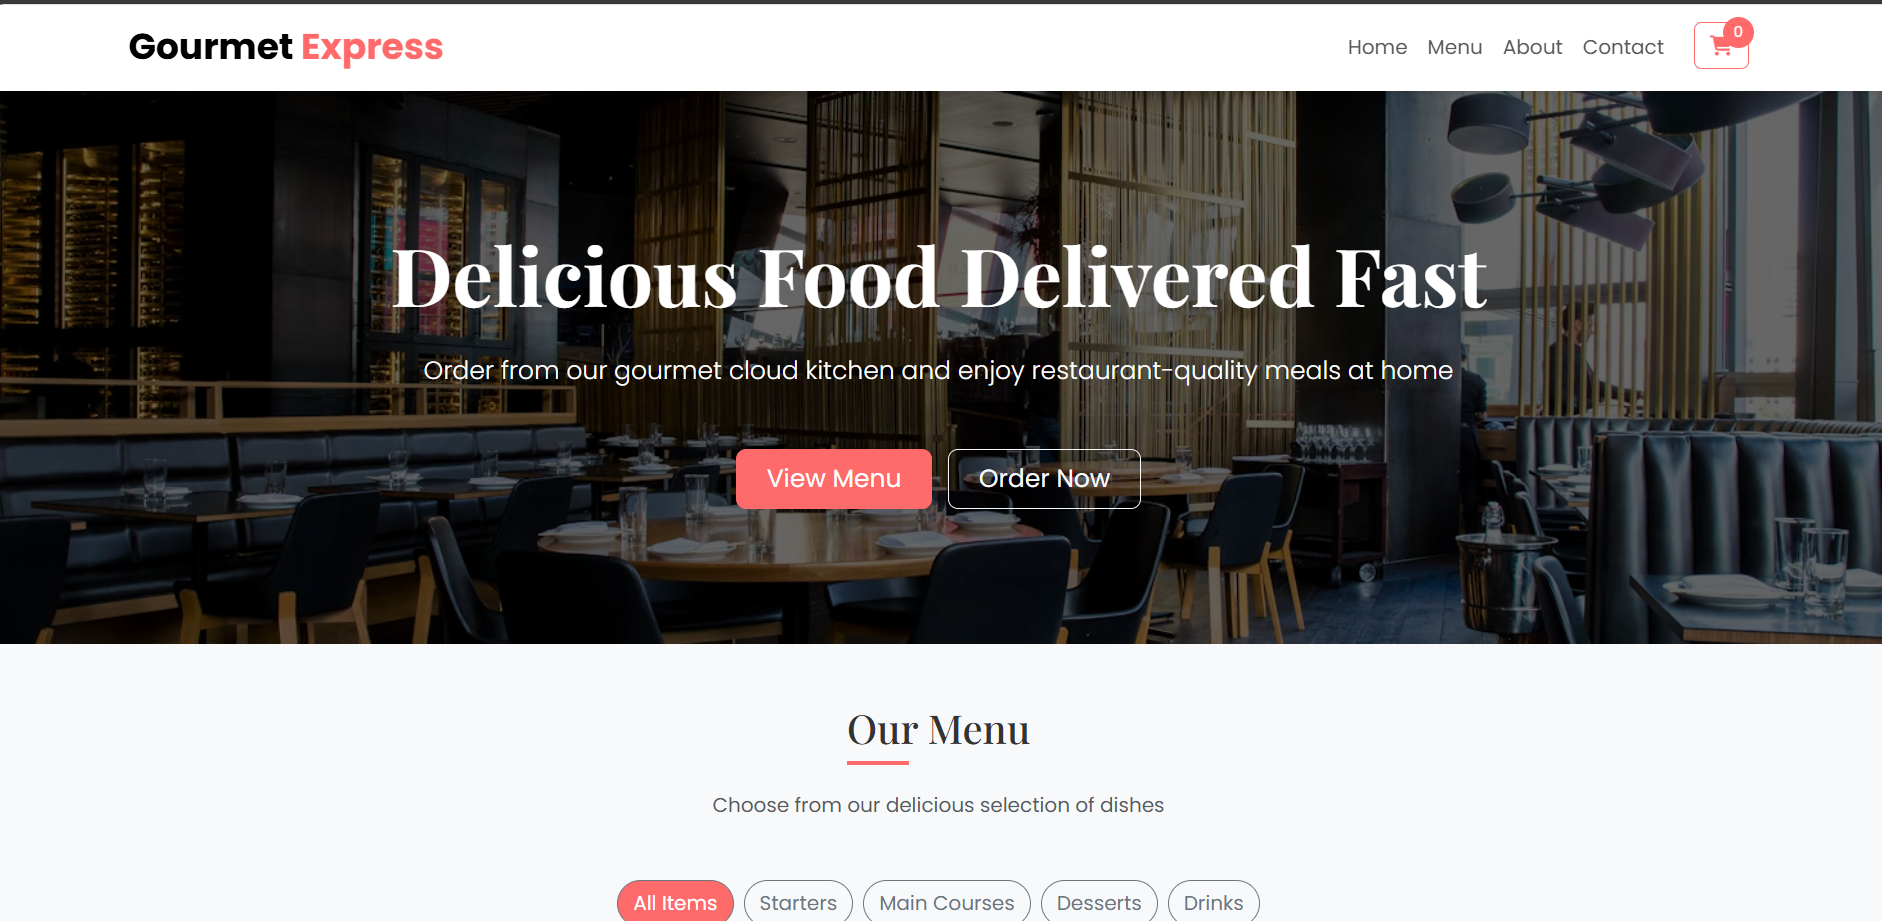 Gourmet Express
Home Menu About Contact 0
Delicious Food Delivered Fast
Order from our gourmet cloud kitchen and enjoy restaurant-quality meals at home
View Menu Order Now
Our Menu
Choose from our delicious selection of dishes
All Items Starters Main Courses Desserts Drinks